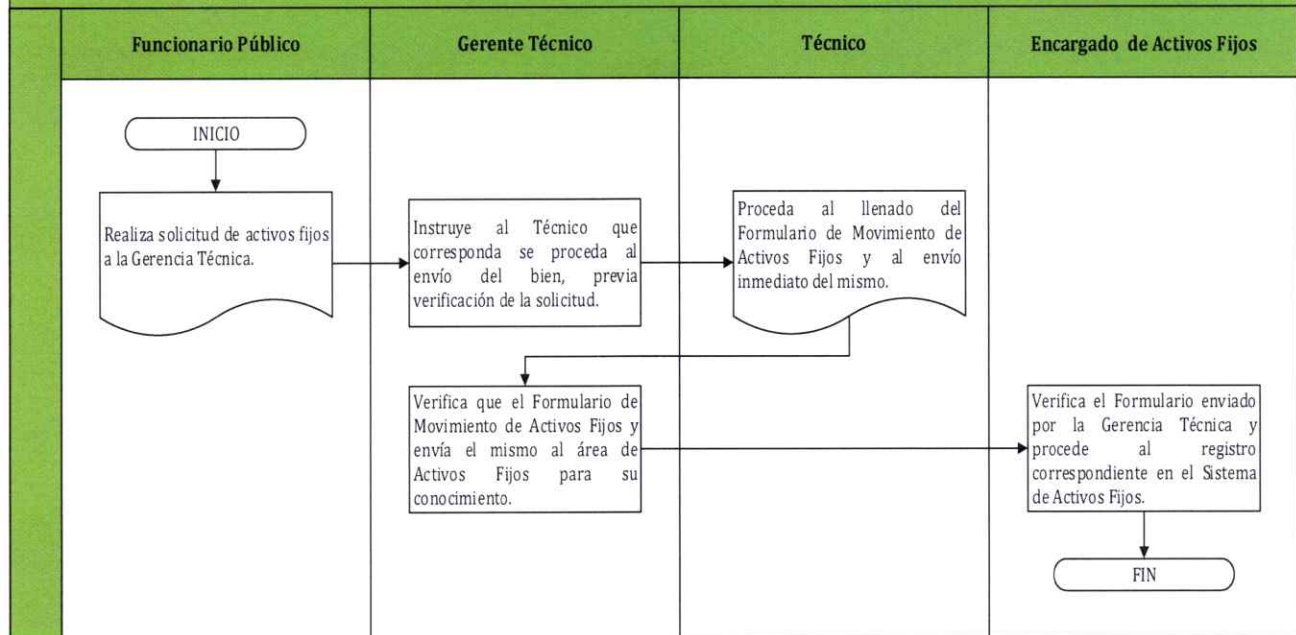 Funcionario Público
Gerente Técnico
Técnico
Encargado de Activos Fijos
INICIO
Realiza solicitud de activos fijos
a la Gerencia Técnica.
Instruye al Técnico que
corresponda se proceda al
envío del bien, previa
verificación de la solicitud.
Proceda al llenado del
Formulario de Movimiento de
Activos Fijos y al envío
inmediato del mismo.
Verifica que el Formulario de
Movimiento de Activos Fijos y
envía el mismo al área de
Activos Fijos para su
conocimiento.
Verifica el Formulario enviado
por la Gerencia Técnica y
procede al registro
correspondiente en el Sistema
de Activos Fijos.
FIN